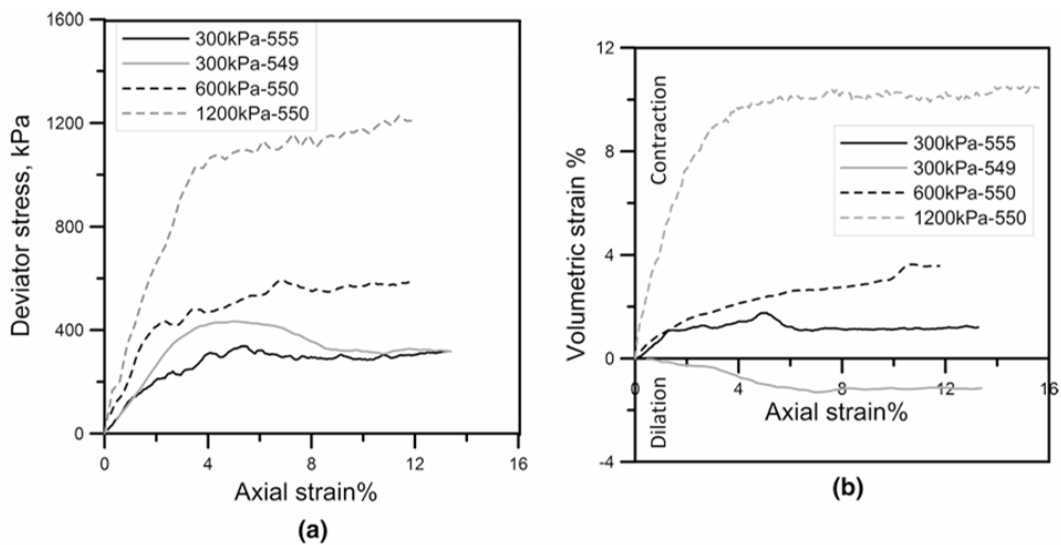 1600
1200
800
400
0
Deviator stress, kPa
300kPa-555
300kPa-549
600kPa-550
1200kPa-550
0 4 8 12 16
Axial strain%
(a)
12
8
4
0
-4
Volumetric strain %
Contraction
Dilation
300kPa-555
300kPa-549
600kPa-550
1200kPa-550
0 4 8 12 16
Axial strain%
(b)